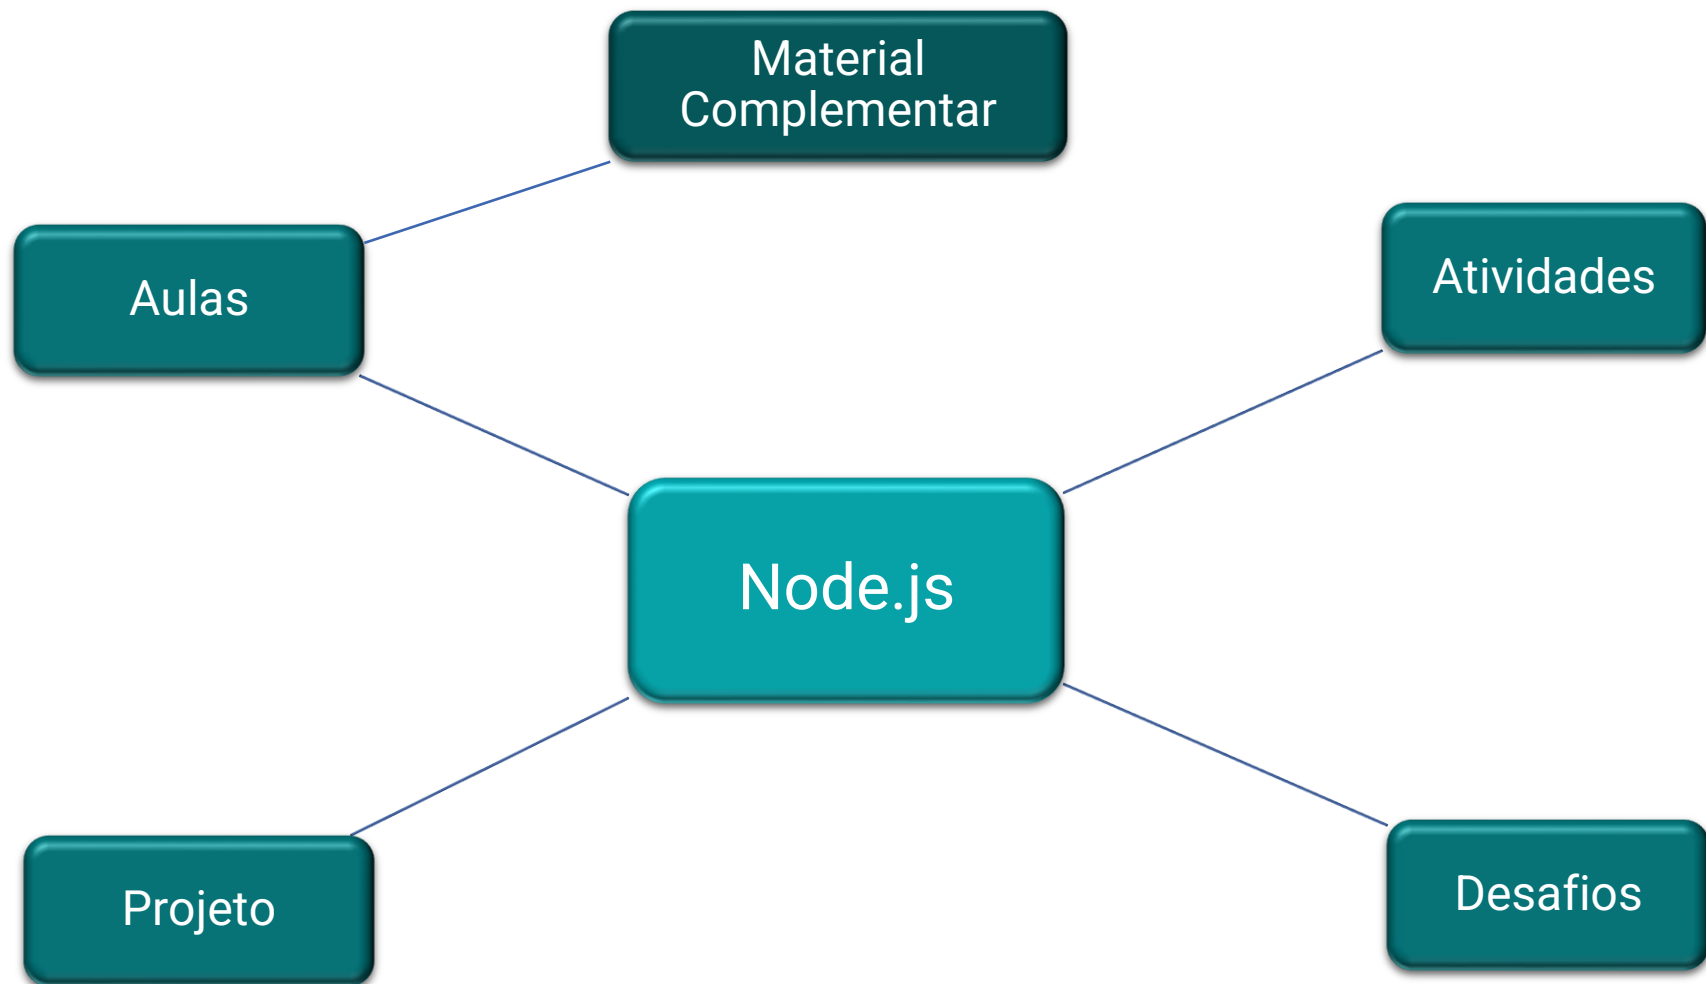 Material
Complementar
Aulas
Atividades
Node.js
Projeto
Desafios